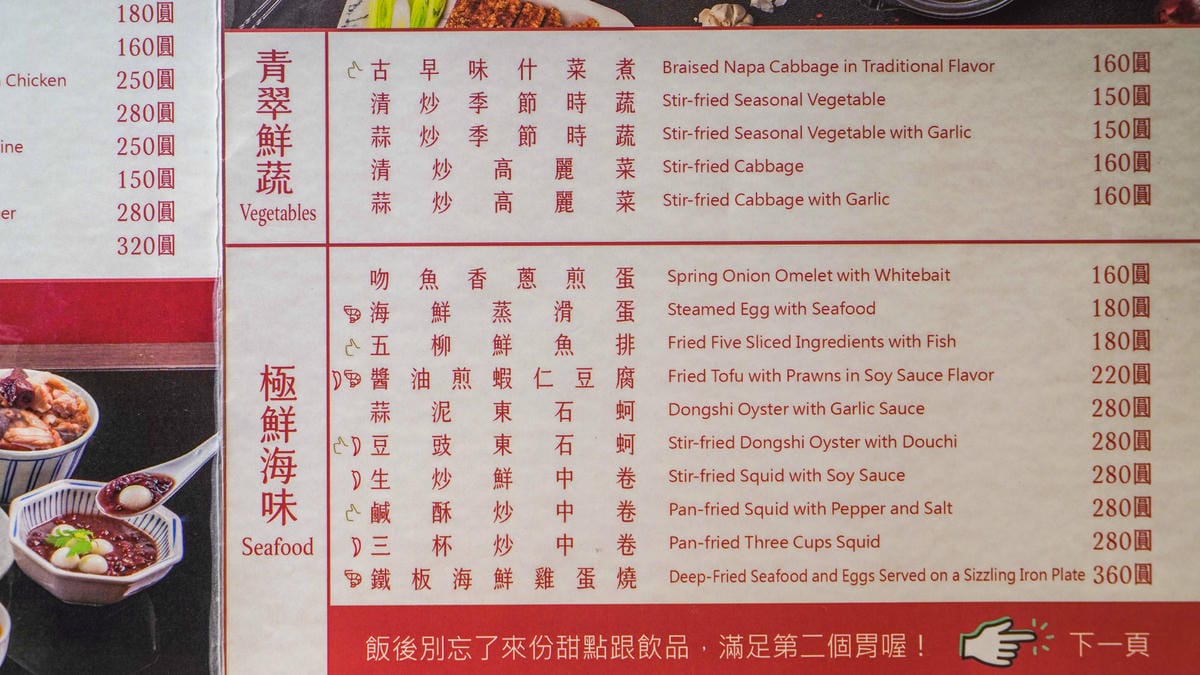 180圓
160圓
Chicken 250圓
280圓
ine 250圓
150圓
er 280圓
320圓
青翠鮮蔬
Vegetables
古早味什菜煮 Braised Napa Cabbage in Traditional Flavor 160圓
清炒季節時蔬 Stir-fried Seasonal Vegetable 150圓
蒜炒季節時蔬 Stir-fried Seasonal Vegetable with Garlic 150圓
清炒高麗菜 Stir-fried Cabbage 160圓
蒜炒高麗菜 Stir-fried Cabbage with Garlic 160圓
極鮮海味
Seafood
吻魚香蔥煎蛋 Spring Onion Omelet with Whitebait 160圓
海鮮蒸滑蛋 Steamed Egg with Seafood 180圓
五柳鮮魚排 Fried Five Sliced Ingredients with Fish 180圓
醬油煎蝦仁豆腐 Fried Tofu with Prawns in Soy Sauce Flavor 220圓
蒜泥東石蚵 Dongshi Oyster with Garlic Sauce 280圓
豆豉東石蚵 Stir-fried Dongshi Oyster with Douchi 280圓
生炒鮮中卷 Stir-fried Squid with Soy Sauce 280圓
鹹酥炒中卷 Pan-fried Squid with Pepper and Salt 280圓
三杯炒中卷 Pan-fried Three Cups Squid 280圓
鐵板海鮮雞蛋燒 Deep-Fried Seafood and Eggs Served on a Sizzling Iron Plate 360圓
飯後別忘了來份甜點跟飲品，滿足第二個胃喔！ 下一頁